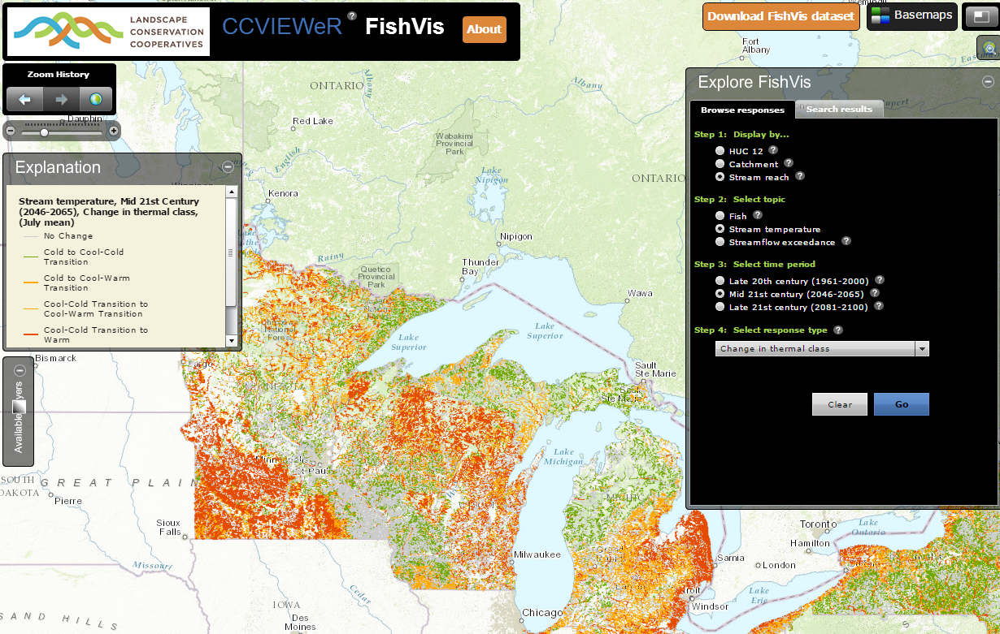 LANDSCAPE
CONSERVATION
COOPERATIVES
CCVIEWeR ?
FishVis
About
Download FishVis dataset
Basemaps
Zoom History
Explanation
Stream temperature, Mid 21st Century
(2046-2065), Change in thermal class,
(July mean)
No Change
Cold to Cool-Cold
Transition
Cold to Cool-Warm
Transition
Cool-Cold Transition to
Cool-Warm Transition
Cool-Cold Transition to
Warm
Explore FishVis
Browse responses
Search results
Step 1: Display by...
HUC 12 ?
Catchment ?
Stream reach ?
Step 2: Select topic
Fish ?
Stream temperature
Streamflow exceedance ?
Step 3: Select time period
Late 20th century (1961-2000) ?
Mid 21st century (2046-2065) ?
Late 21st century (2081-2100) ?
Step 4: Select response type ?
Change in thermal class
Clear
Go
Fort
Albany
Albany
Albany
ONTARIO
Dauphin
Red Lake
Wabakimi
Provincial
Park
English
Lake
Nipigon
ONTARIO
Kenora
Nipigon
Rainy
Thunder
Bay
Quetico
Provincial
Park
Wawa
Lake
Superior
Lake
Superior
Sault
Ste Marie
Bismarck
Lake
Michigan
SOUTH
DAKOTA
GREAT PLAIN
Pierre
St Paul
Sioux
Falls
Missouri
Milwaukee
Toronto
Lake
Ontario
Hamilton
Sarnia
London
Lake
Erie
Windsor
Cedar
IOWA
Des
Moines
Chicago
SAND HILLS